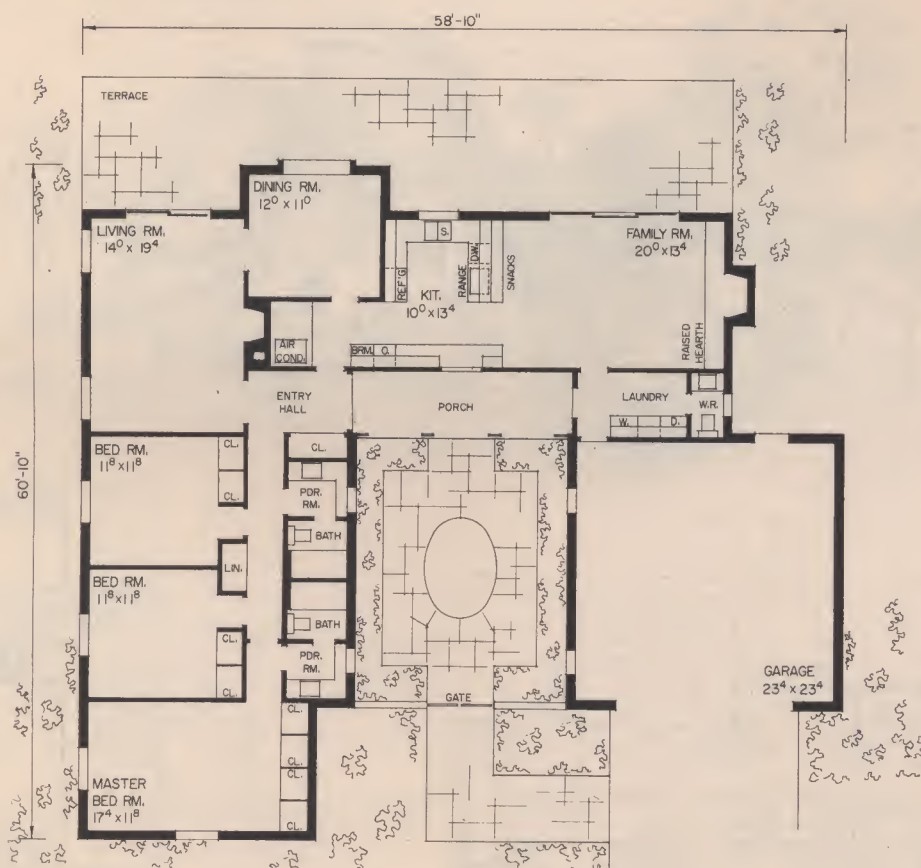 58'-10"
TERRACE
DINING RM.
12⁰ x 11⁰
LIVING RM.
14⁰ x 19⁴
S.
FAMILY RM.
20⁰ x 13⁴
REF'G
KIT.
10⁰ x 13⁴
RANGE
D.W.
SNACKS
RAISED
HEARTH
AIR
COND.
BRM.
O.
ENTRY
HALL
PORCH
LAUNDRY
W.
D.
W.R.
60'-10"
BED RM.
11⁸ x 11⁸
CL.
CL.
CL.
PDR.
RM.
BATH
LIN.
BED RM.
11⁸ x 11⁸
CL.
CL.
BATH
PDR.
RM.
GATE
GARAGE
23⁴ x 23⁴
MASTER
BED RM.
17⁴ x 11⁸
CL.
CL.
CL.
CL.